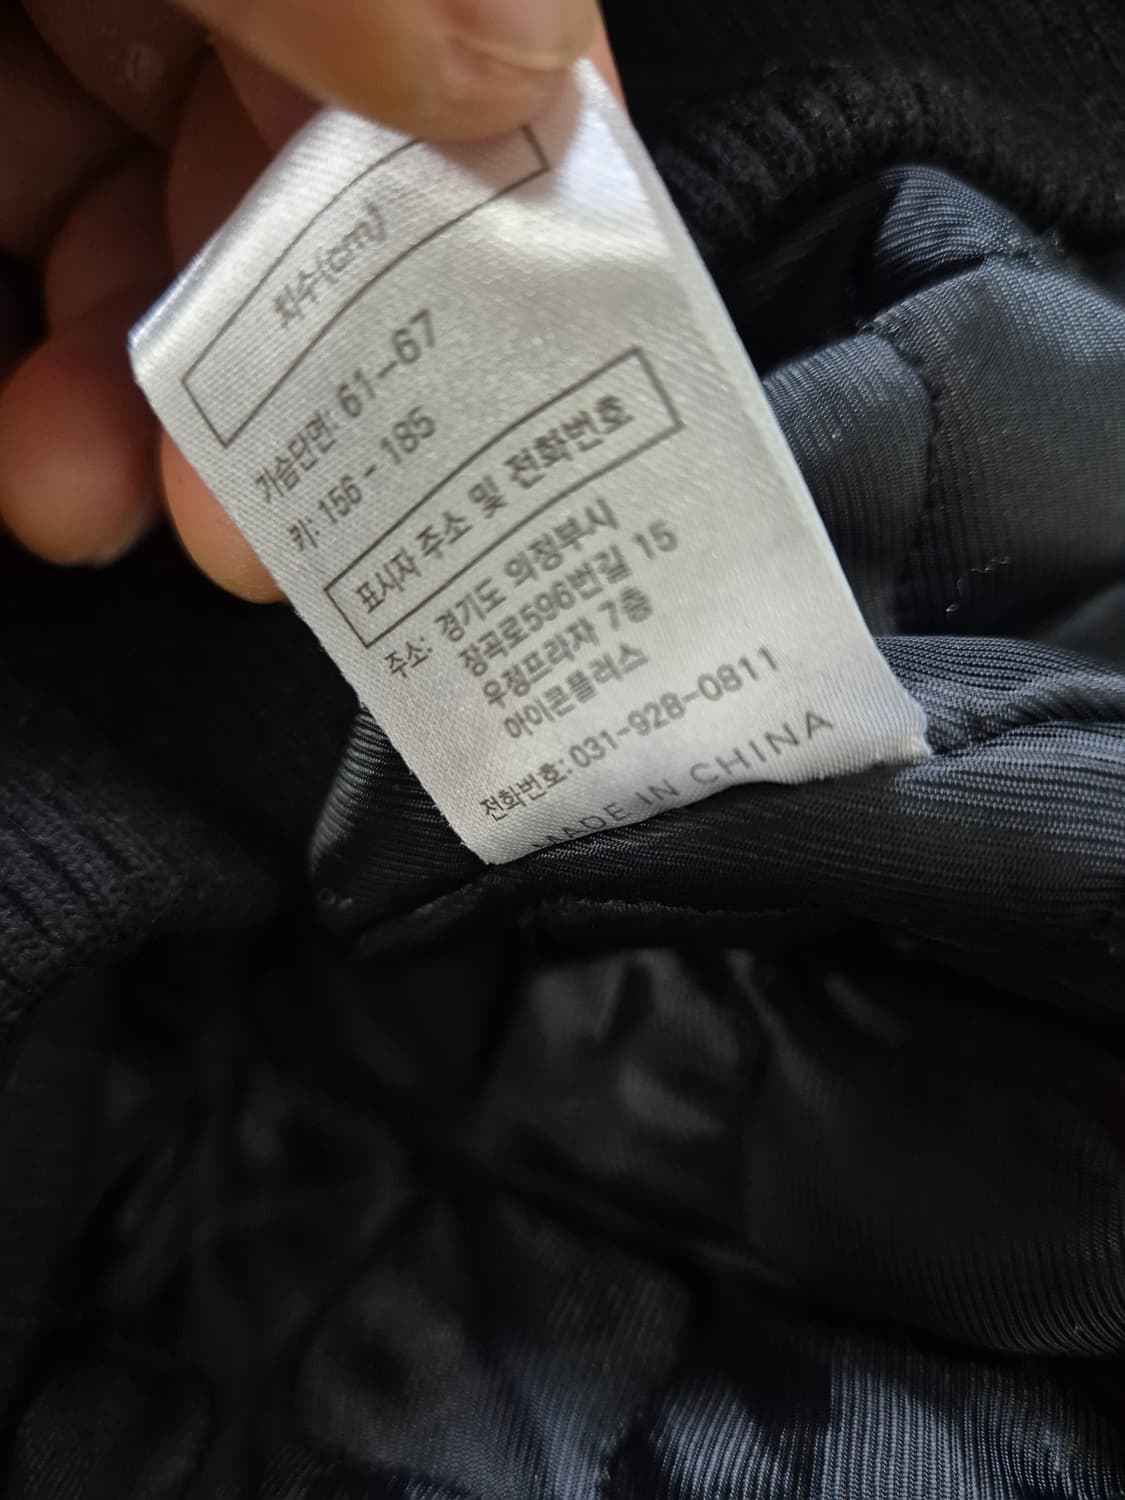 치수(cm)
가슴단면: 61-67
키: 156 - 185
표시자 주소 및 전화번호
주소: 경기도 의정부시
장곡로596번길 15
우정프라자 7층
아이콘플러스
전화번호: 031-928-0811
MADE IN CHINA